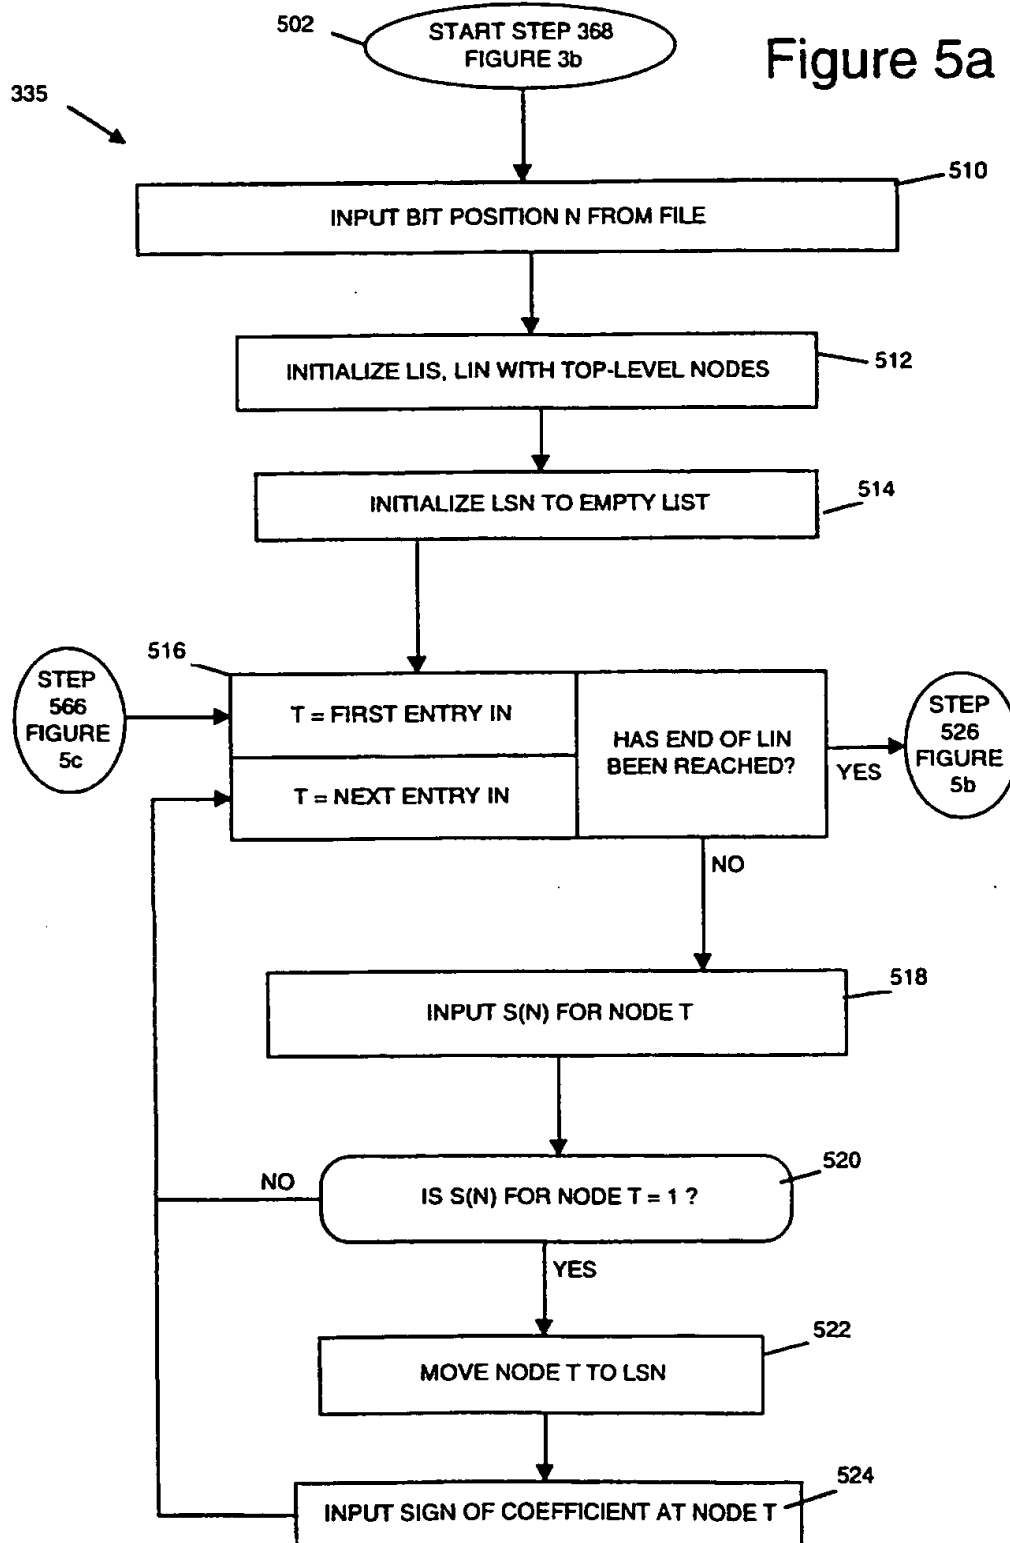 502
START STEP 368
FIGURE 3b
Figure 5a
335
510
INPUT BIT POSITION N FROM FILE
512
INITIALIZE LIS, LIN WITH TOP-LEVEL NODES
514
INITIALIZE LSN TO EMPTY LIST
516
STEP
566
FIGURE
5c
T = FIRST ENTRY IN
T = NEXT ENTRY IN
HAS END OF LIN
BEEN REACHED?
YES
STEP
526
FIGURE
5b
NO
518
INPUT S(N) FOR NODE T
520
NO
IS S(N) FOR NODE T = 1 ?
YES
522
MOVE NODE T TO LSN
524
INPUT SIGN OF COEFFICIENT AT NODE T